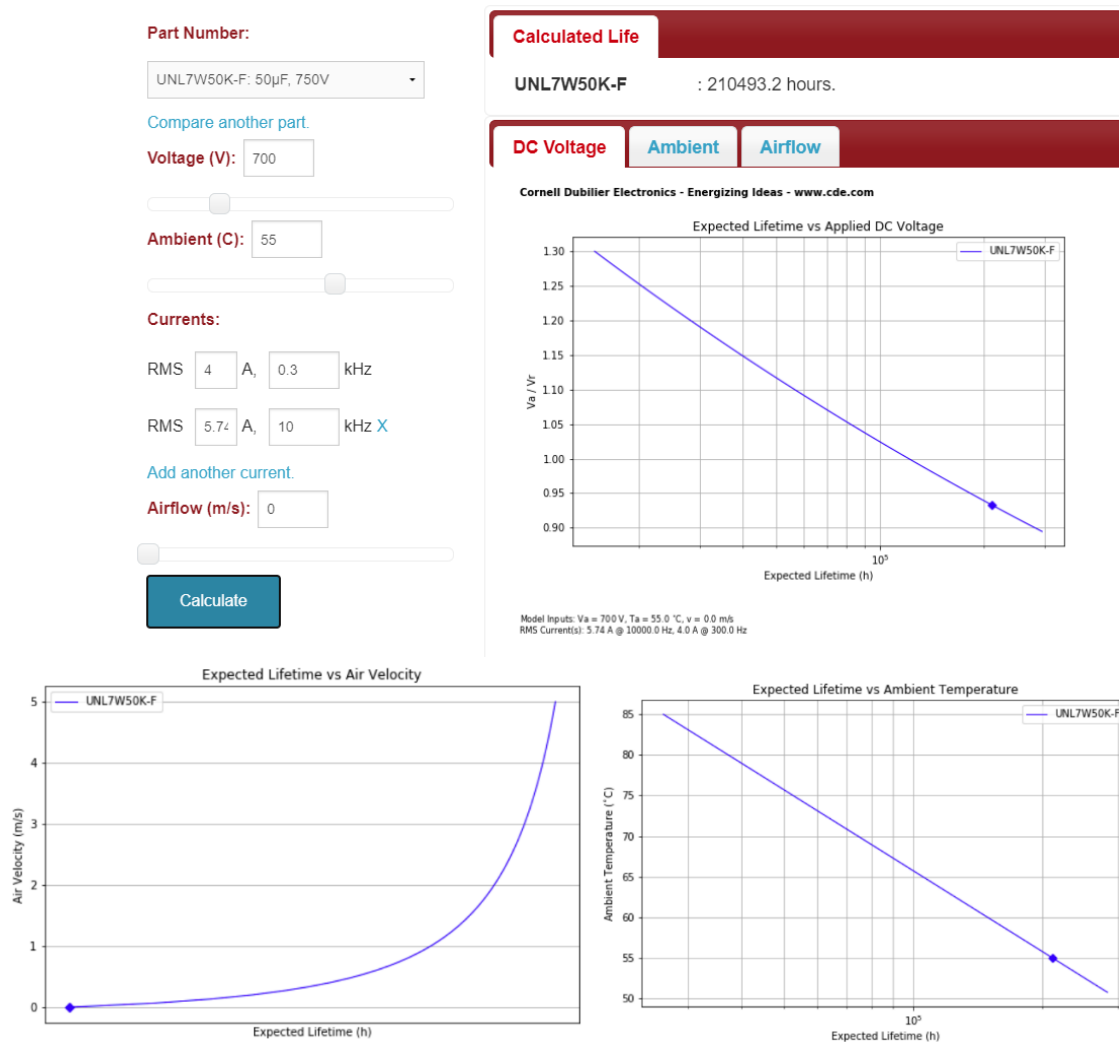 Part Number:
UNL7W50K-F: 50µF, 750V
Compare another part.
Voltage (V): 700
Ambient (C): 55
Currents:
RMS 4 A, 0.3 kHz
RMS 5.74 A, 10 kHz X
Add another current.
Airflow (m/s): 0
Calculate
Calculated Life
UNL7W50K-F : 210493.2 hours.
DC Voltage Ambient Airflow
Cornell Dubilier Electronics - Energizing Ideas - www.cde.com
Expected Lifetime vs Applied DC Voltage
UNL7W50K-F
1.30
1.25
1.20
1.15
1.10
1.05
1.00
0.95
0.90
Va / Vr
10⁵
Expected Lifetime (h)
Model Inputs: Va = 700 V, Ta = 55.0 °C, v = 0.0 m/s
RMS Current(s): 5.74 A @ 10000.0 Hz, 4.0 A @ 300.0 Hz
Expected Lifetime vs Air Velocity
UNL7W50K-F
5
4
3
2
1
0
Air Velocity (m/s)
Expected Lifetime (h)
Expected Lifetime vs Ambient Temperature
UNL7W50K-F
85
80
75
70
65
60
55
50
Ambient Temperature (°C)
10⁵
Expected Lifetime (h)